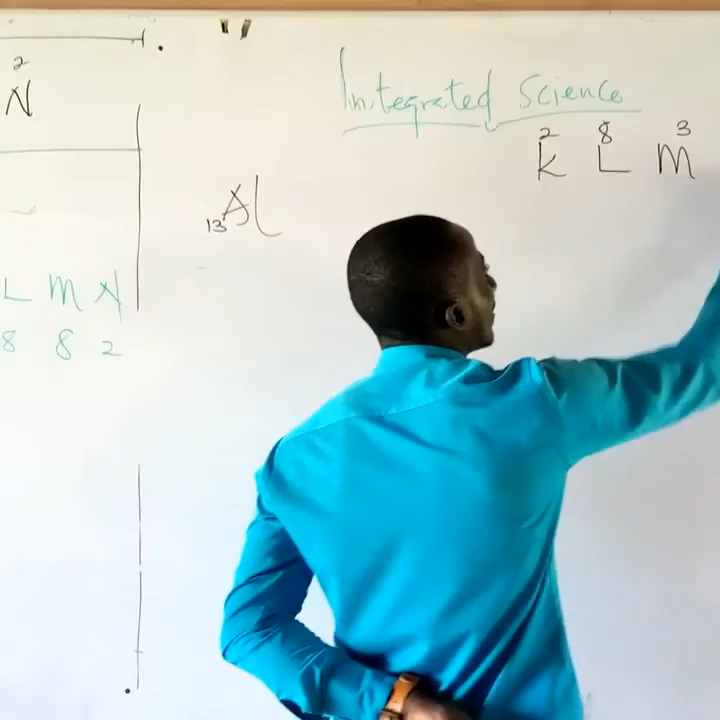 2
N
L M N
8 8 2
Integrated Science
2 8 3
K L M
13Al